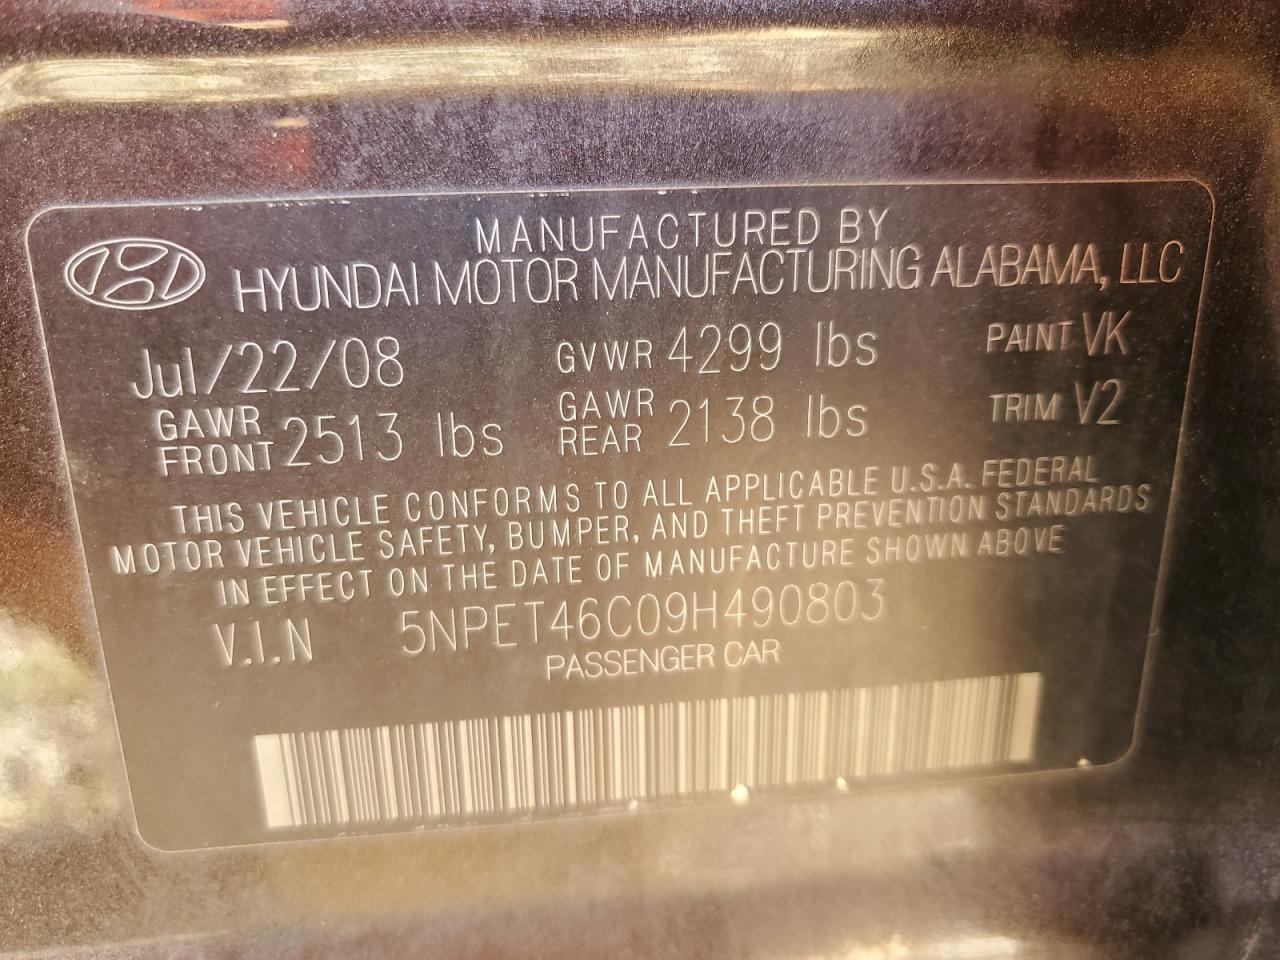 MANUFACTURED BY
HYUNDAI MOTOR MANUFACTURING ALABAMA, LLC
Jul/22/08 GVWR 4299 lbs PAINT VK
GAWR FRONT 2513 lbs GAWR REAR 2138 lbs TRIM V2
THIS VEHICLE CONFORMS TO ALL APPLICABLE U.S.A. FEDERAL
MOTOR VEHICLE SAFETY, BUMPER, AND THEFT PREVENTION STANDARDS
IN EFFECT ON THE DATE OF MANUFACTURE SHOWN ABOVE
V.I.N 5NPET46C09H490803
PASSENGER CAR